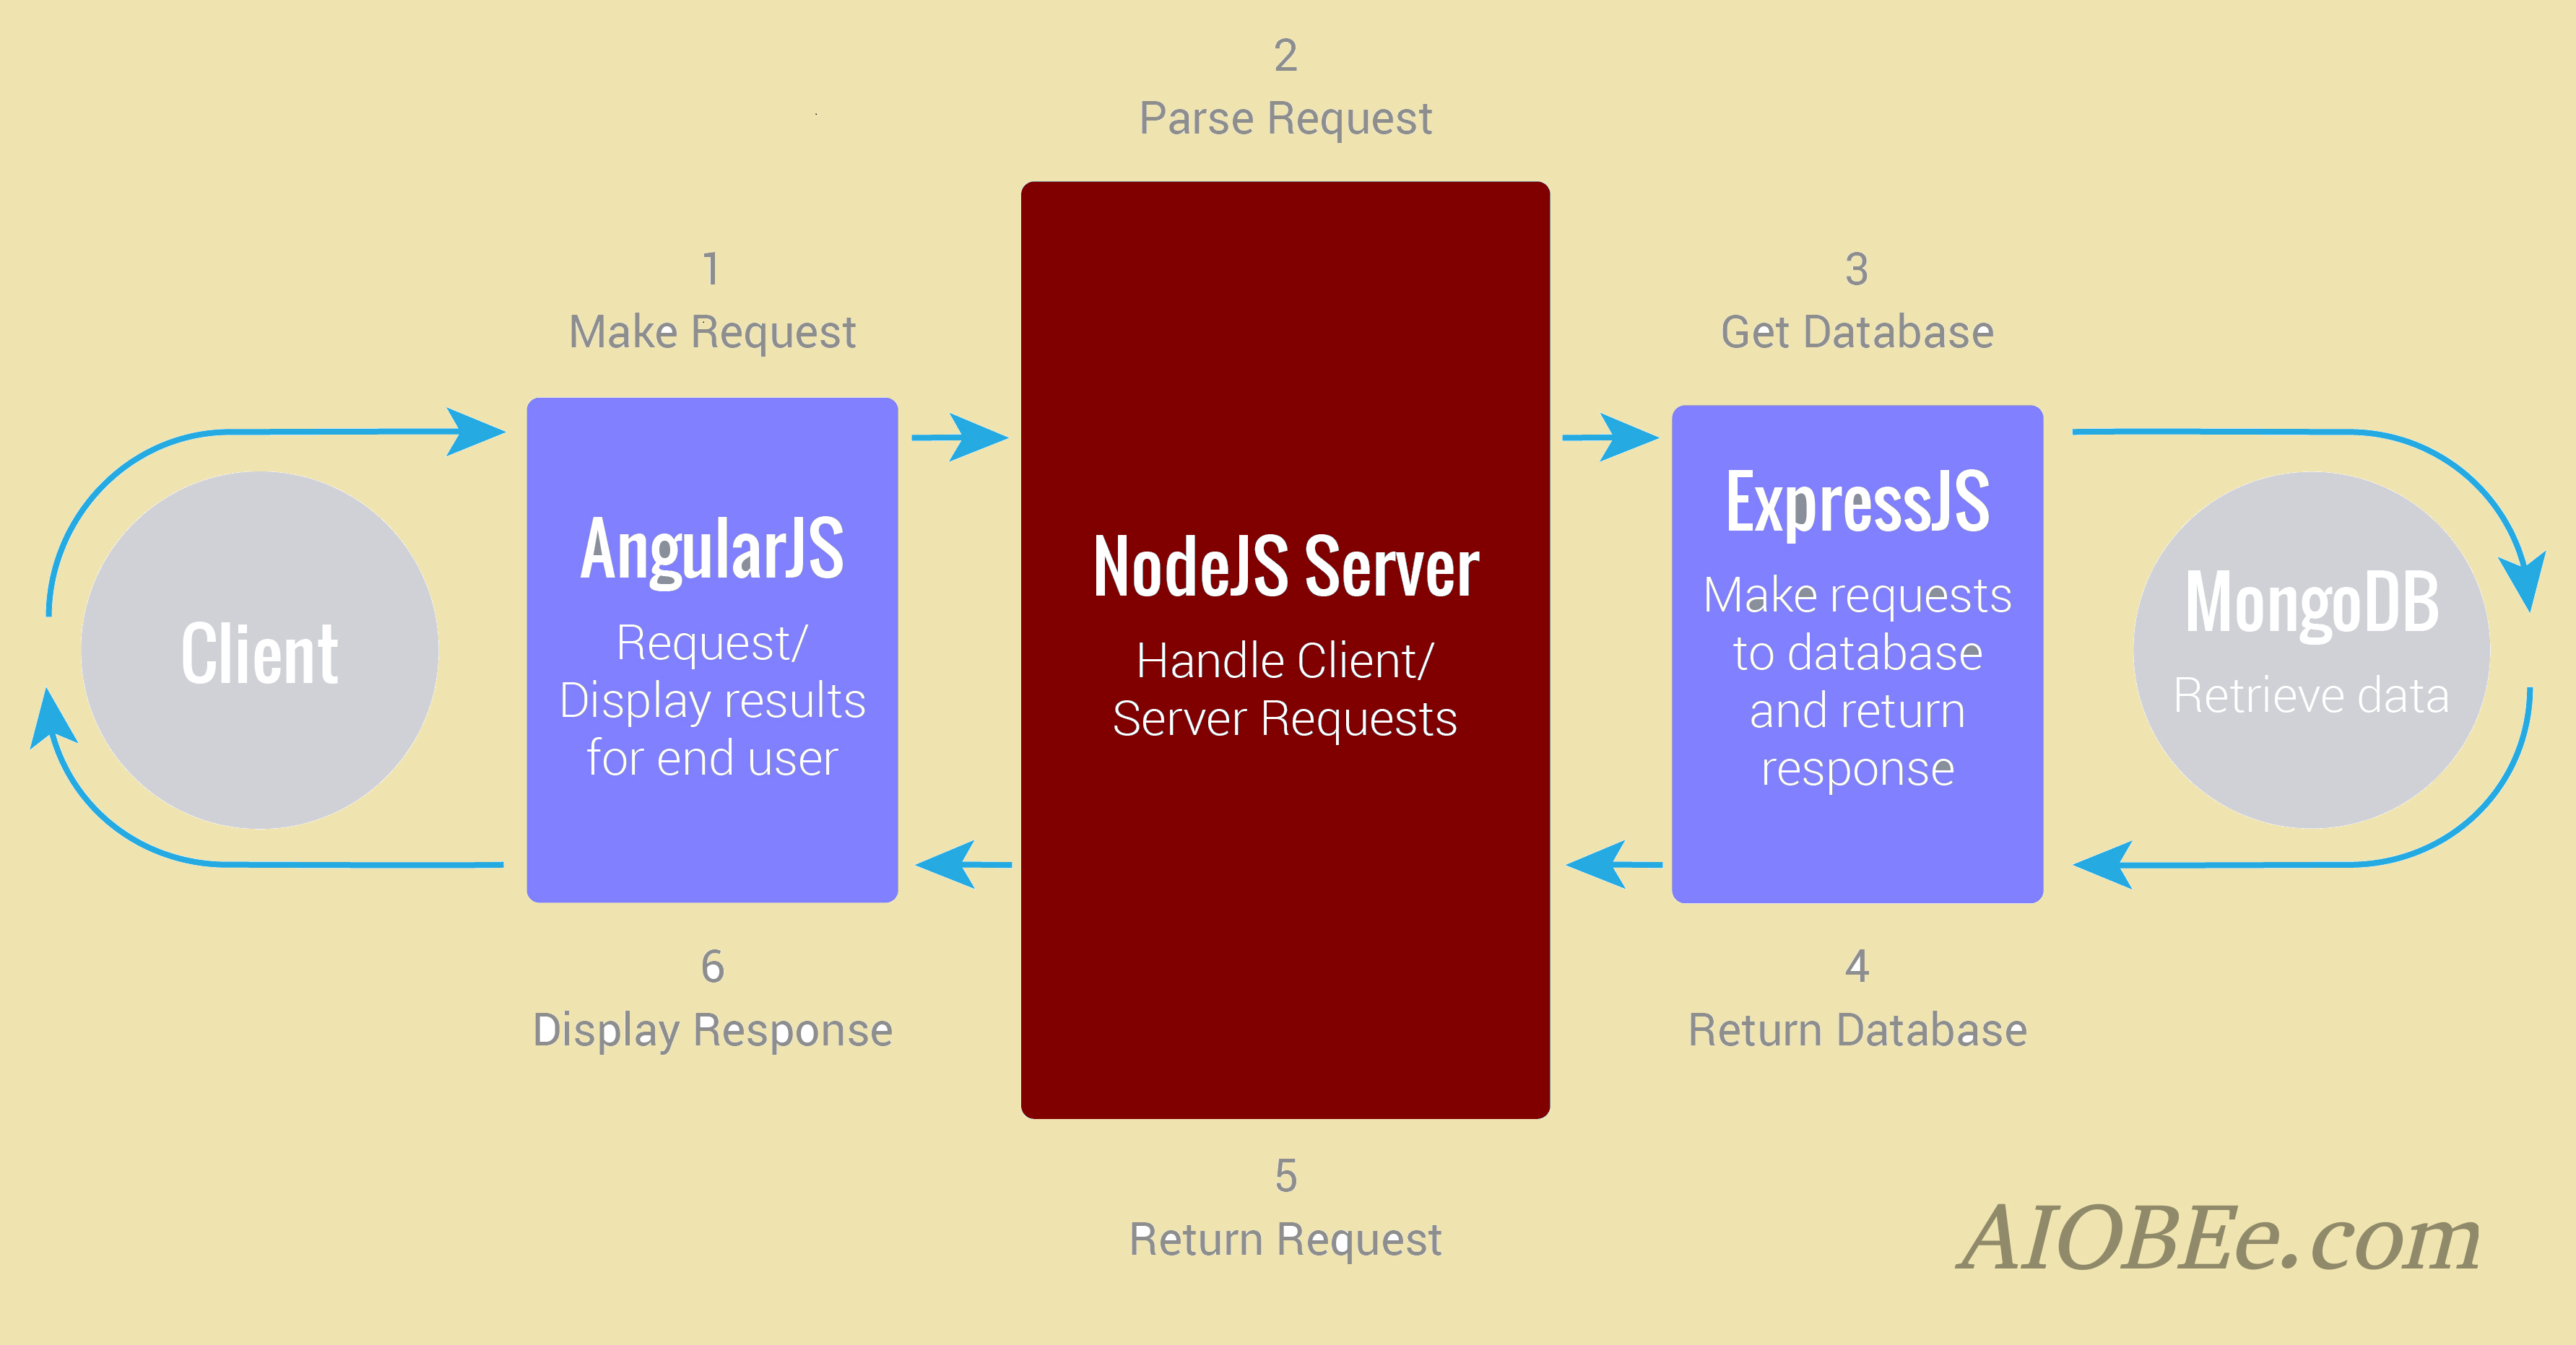 2
Parse Request
1
Make Request
3
Get Database
Client
AngularJS
Request/
Display results
for end user
NodeJS Server
Handle Client/
Server Requests
ExpressJS
Make requests
to database
and return
response
MongoDB
Retrieve data
6
Display Response
4
Return Database
5
Return Request
AIOBEe.com